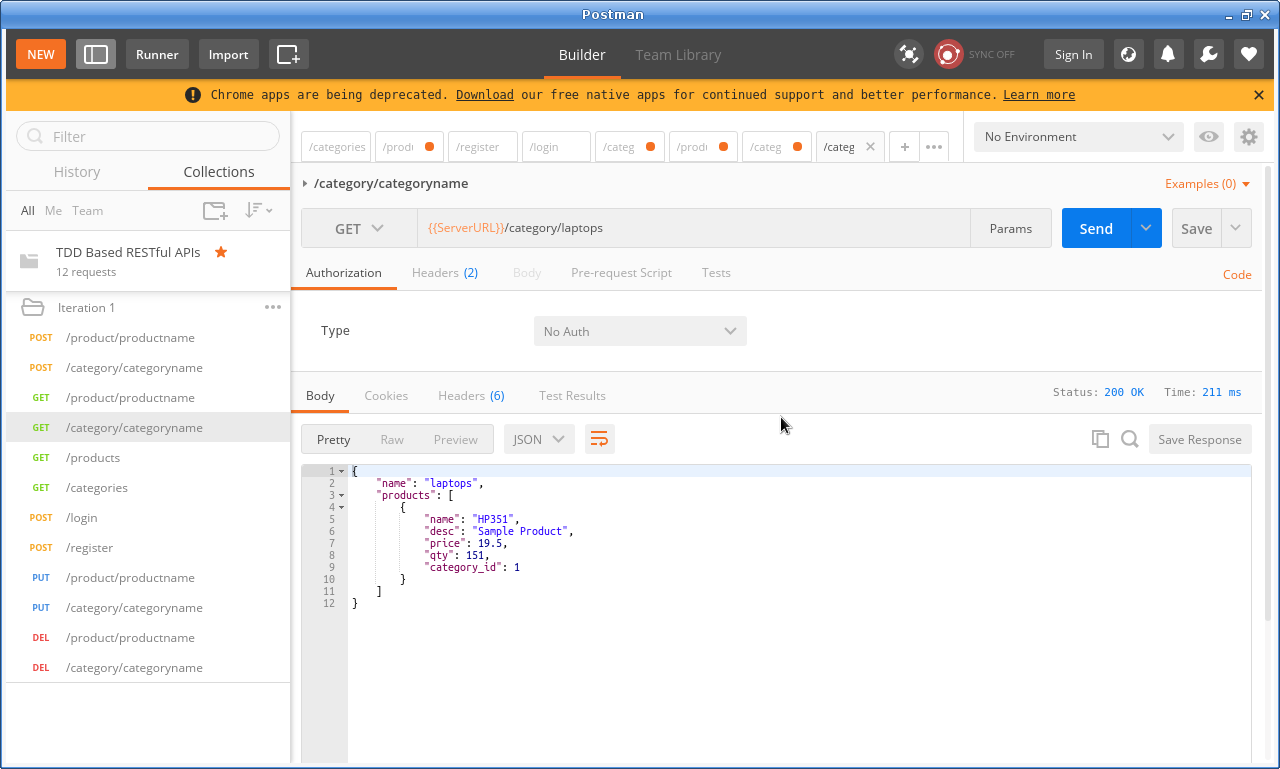 Postman
NEW Runner Import Builder Team Library SYNC OFF Sign In
Chrome apps are being deprecated. Download our free native apps for continued support and better performance. Learn more
Filter
History Collections
All Me Team
TDD Based RESTful APIs
12 requests
Iteration 1
POST /product/productname
POST /category/categoryname
GET /product/productname
GET /category/categoryname
GET /products
GET /categories
POST /login
POST /register
PUT /product/productname
PUT /category/categoryname
DEL /product/productname
DEL /category/categoryname
/categories /prod /register /login /categ /prod /categ /categ
No Environment
/category/categoryname Examples (0)
GET {{ServerURL}}/category/laptops Params Send Save
Authorization Headers (2) Body Pre-request Script Tests Code
Type No Auth
Body Cookies Headers (6) Test Results Status: 200 OK Time: 211 ms
Pretty Raw Preview JSON Save Response
1 {
2 "name": "laptops",
3 "products": [
4 {
5 "name": "HP351",
6 "desc": "Sample Product",
7 "price": 19.5,
8 "qty": 151,
9 "category_id": 1
10 }
11 ]
12 }